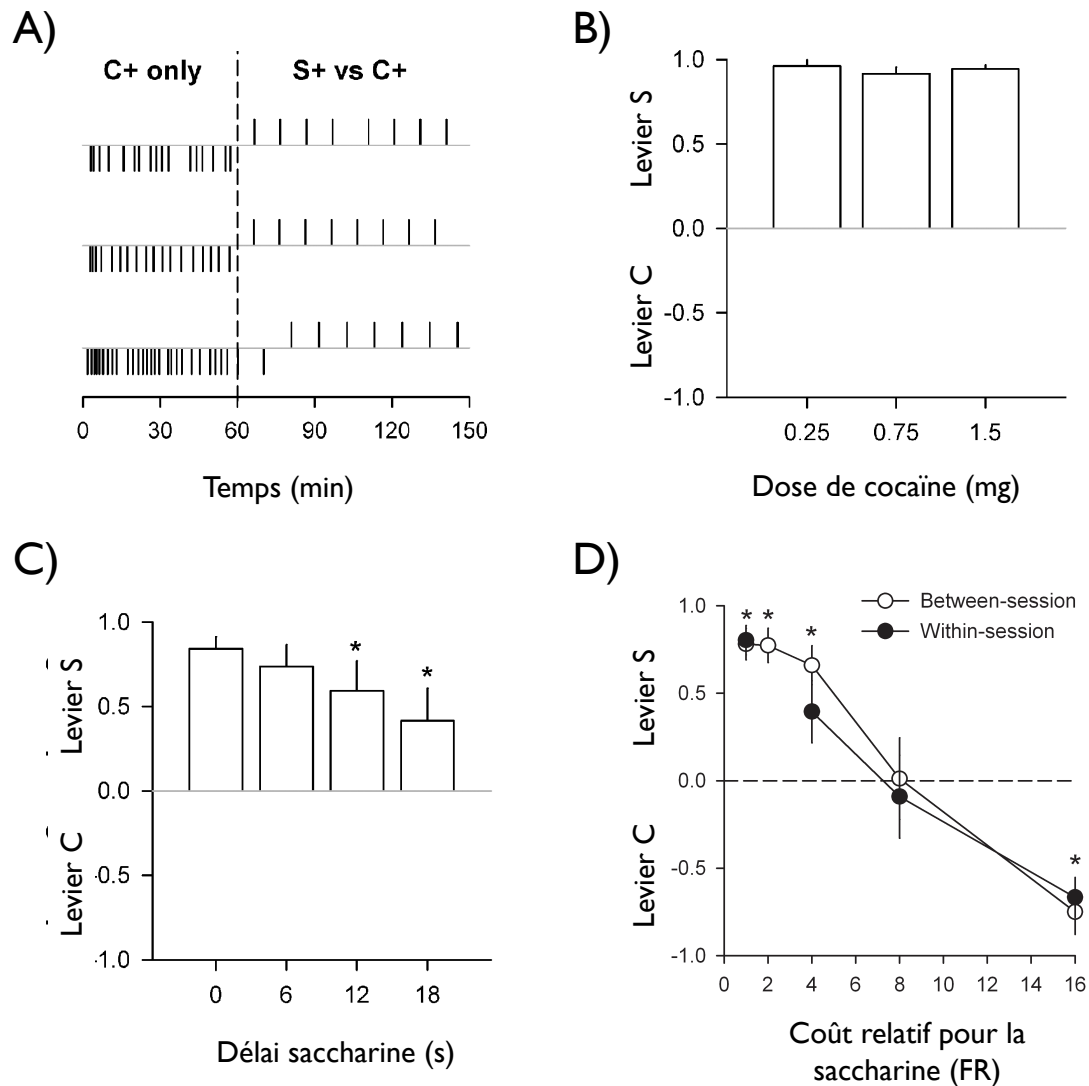 A)
C+ only
S+ vs C+
0 30 60 90 120 150
Temps (min)
B)
Levier S
Levier C
1.0
0.5
0.0
-0.5
-1.0
0.25 0.75 1.5
Dose de cocaïne (mg)
C)
Levier S
Levier C
1.0
0.5
0.0
-0.5
-1.0
* *
0 6 12 18
Délai saccharine (s)
D)
Between-session
Within-session
Levier S
Levier C
1.0
0.5
0.0
-0.5
-1.0
* * * *
0 2 4 6 8 10 12 14 16
Coût relatif pour la
saccharine (FR)